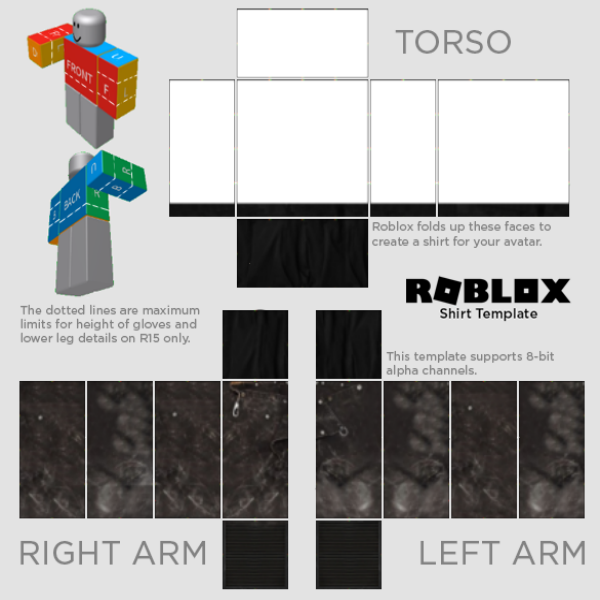 TORSO
FRONT
F
L
R
D
U
BACK
Roblox folds up these faces to
create a shirt for your avatar.
ROBLOX
Shirt Template
The dotted lines are maximum
limits for height of gloves and
lower leg details on R15 only.
This template supports 8-bit
alpha channels.
RIGHT ARM
LEFT ARM